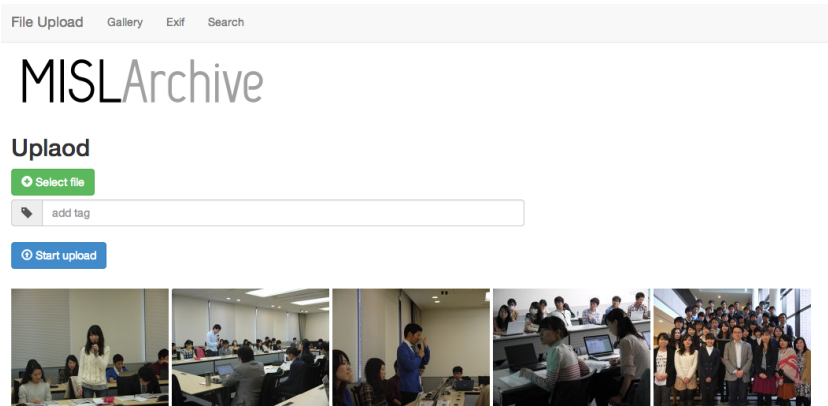 File Upload Gallery Exif Search
MISLArchive
Uplaod
Select file
add tag
Start upload